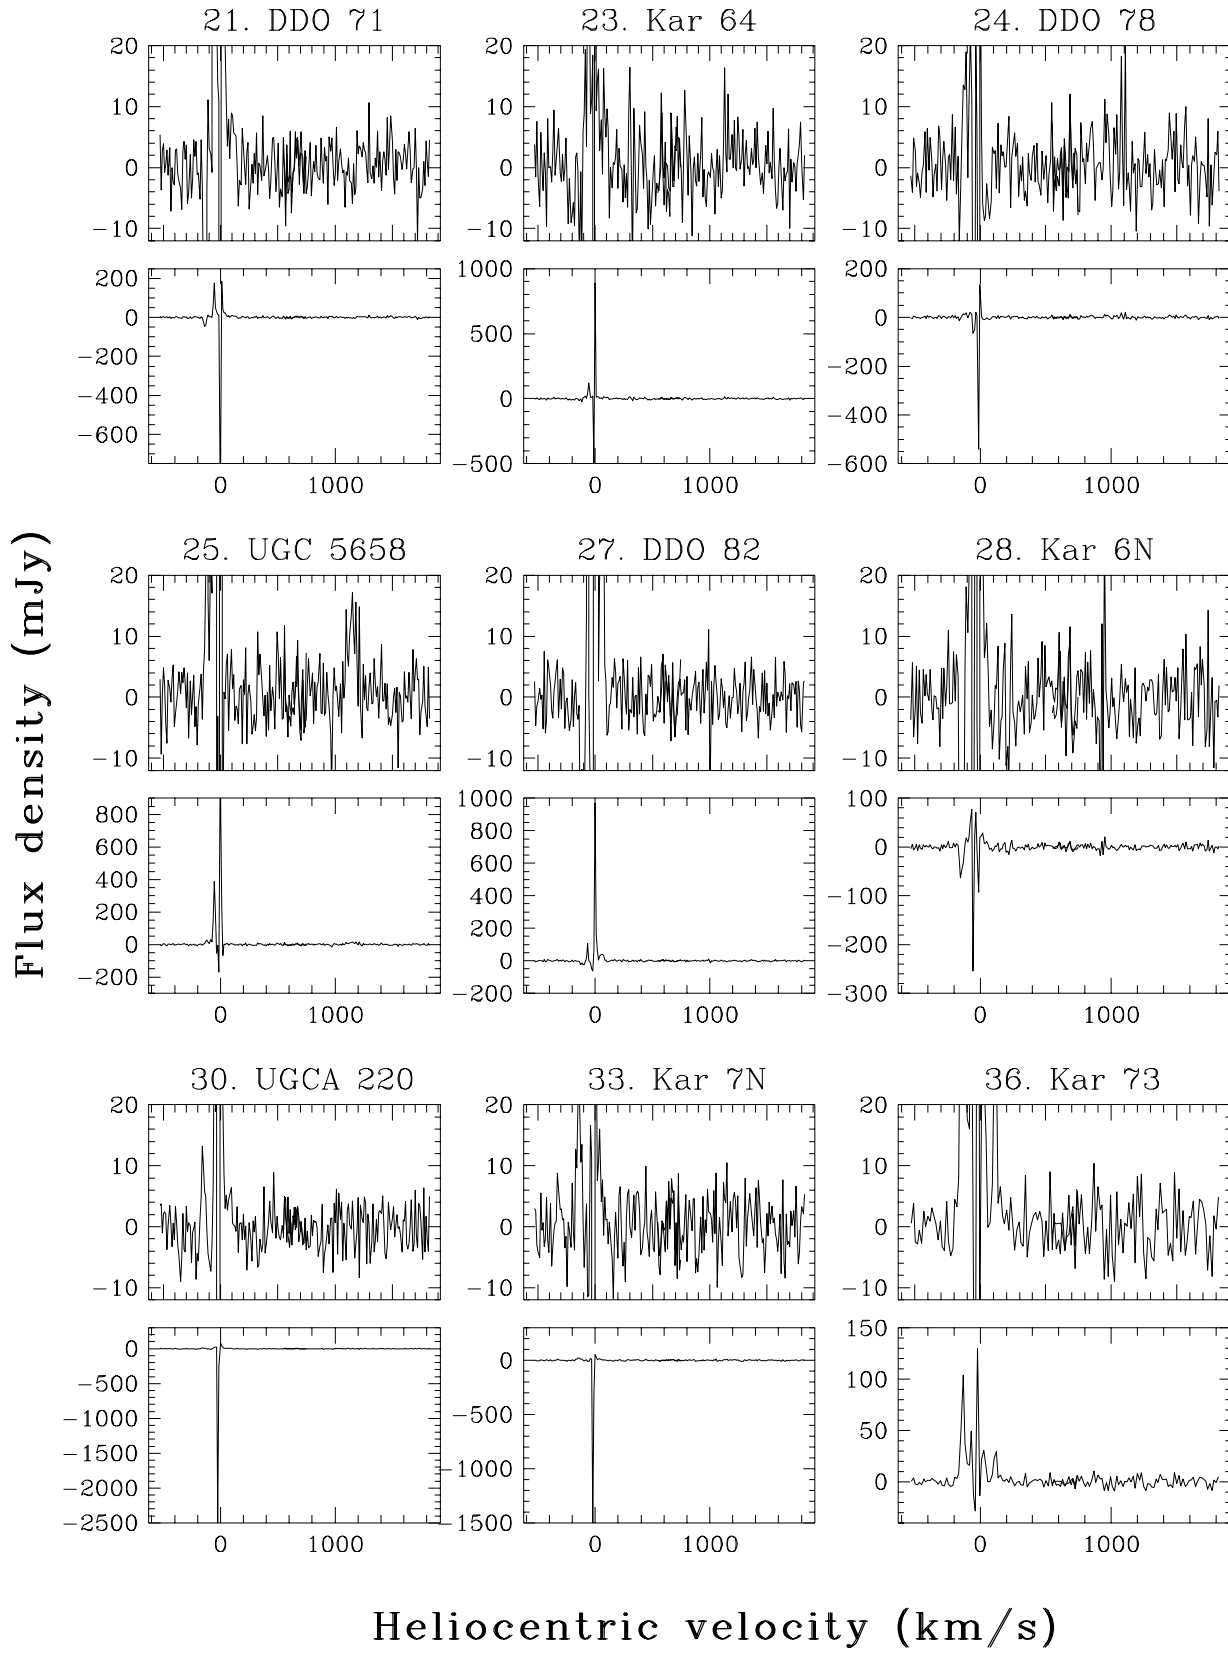 21. DDO 71 23. Kar 64 24. DDO 78
20 20 20
10 10 10
0 0 0
−10 −10 −10
200 1000 200
0 500 0
−200 0 −200
−400 −500 −400
−600 −600
0 1000 0 1000 0 1000
25. UGC 5658 27. DDO 82 28. Kar 6N
20 20 20
10 10 10
0 0 0
−10 −10 −10
800 1000 100
600 800 0
400 600 −100
200 400 −200
0 200 −300
−200 0
−200
0 1000 0 1000 0 1000
30. UGCA 220 33. Kar 7N 36. Kar 73
20 20 20
10 10 10
0 0 0
−10 −10 −10
0 0 150
−500 −500 100
−1000 −1000 50
−1500 −1500 0
−2000
−2500
0 1000 0 1000 0 1000
Flux density (mJy)
Heliocentric velocity (km/s)